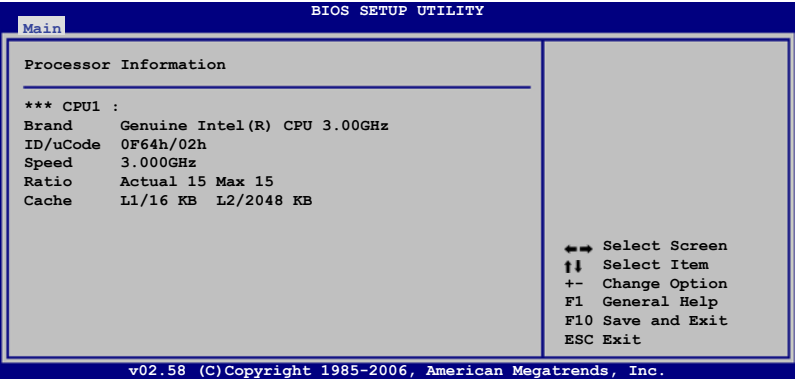 BIOS SETUP UTILITY
Main
Processor Information
*** CPU1 :
Brand Genuine Intel(R) CPU 3.00GHz
ID/uCode 0F64h/02h
Speed 3.000GHz
Ratio Actual 15 Max 15
Cache L1/16 KB L2/2048 KB
←→ Select Screen
↑↓ Select Item
+- Change Option
F1 General Help
F10 Save and Exit
ESC Exit
v02.58 (C)Copyright 1985-2006, American Megatrends, Inc.